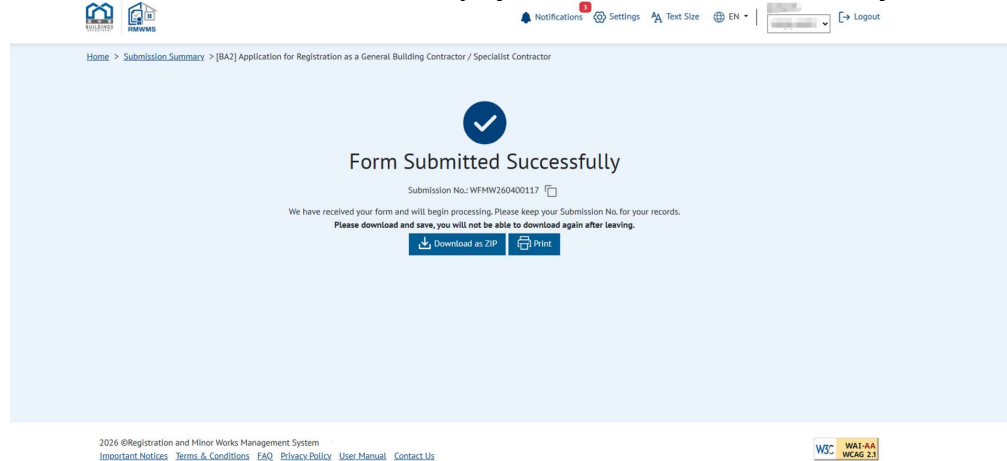 3
BUILDINGS
RMWMS
Notifications Settings A Text Size EN Logout
Home > Submission Summary > [BA2] Application for Registration as a General Building Contractor / Specialist Contractor
Form Submitted Successfully
Submission No.: WFMW260400117
We have received your form and will begin processing. Please keep your Submission No. for your records.
Please download and save, you will not be able to download again after leaving.
Download as ZIP Print
2026 ©Registration and Minor Works Management System
Important Notices Terms & Conditions FAQ Privacy Policy User Manual Contact Us
W3C WAI-AA
WCAG 2.1